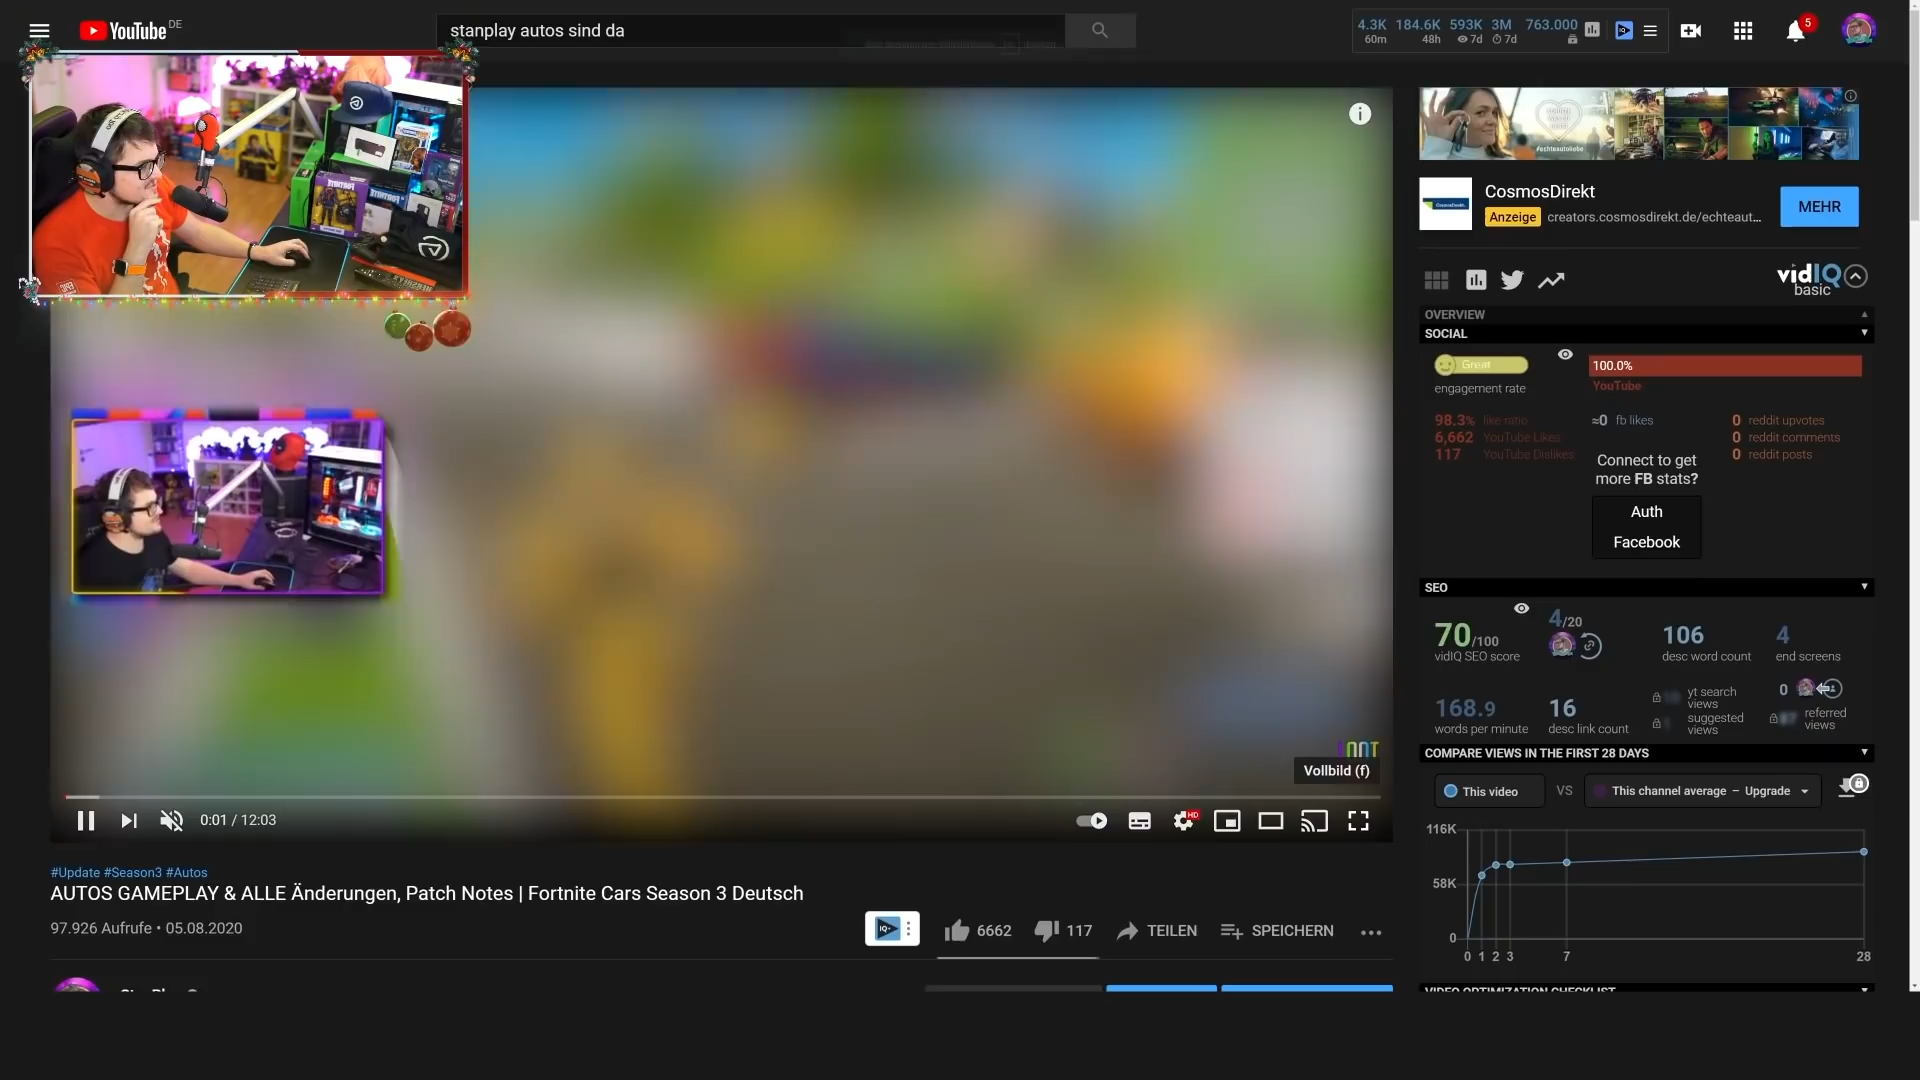 YouTube DE
stanplay autos sind da
4.3K 184.6K 593K 3M 763.000
60m 48h 7d 7d
5
#echteautoliebe
CosmosDirekt
Anzeige creators.cosmosdirekt.de/echteaut...
MEHR
vidIQ
basic
OVERVIEW
SOCIAL
Great
engagement rate
100.0%
YouTube
98.3% like ratio
6,662 YouTube Likes
117 YouTube Dislikes
≈0 fb likes
Connect to get
more FB stats?
Auth
Facebook
0 reddit upvotes
0 reddit comments
0 reddit posts
SEO
70/100
vidIQ SEO score
4/20
106
desc word count
4
end screens
168.9
words per minute
16
desc link count
yt search
views
suggested
views
0
referred
views
COMPARE VIEWS IN THE FIRST 28 DAYS
This video VS This channel average – Upgrade
116K
58K
0
0 1 2 3 7 28
VIDEO OPTIMIZATION CHECKLIST
Vollbild (f)
0:01 / 12:03
HD
#Update #Season3 #Autos
AUTOS GAMEPLAY & ALLE Änderungen, Patch Notes | Fortnite Cars Season 3 Deutsch
97.926 Aufrufe • 05.08.2020
IQ
6662 117 TEILEN SPEICHERN